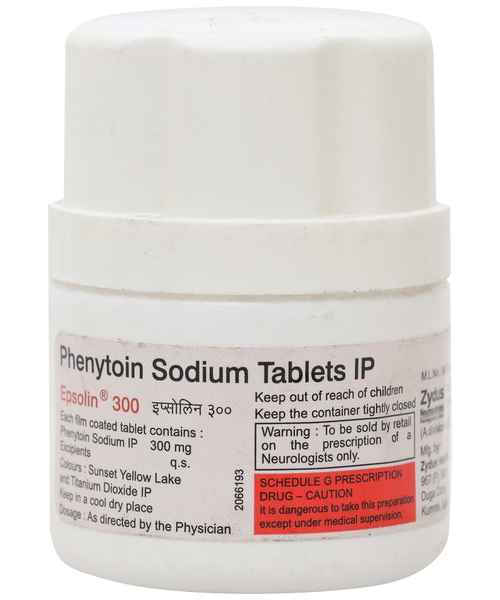 Phenytoin Sodium Tablets IP
Epsolin® 300 इप्सोलिन ३००
Each film coated tablet contains :
Phenytoin Sodium IP 300 mg
Excipients q.s.
Colours : Sunset Yellow Lake
and Titanium Dioxide IP
Keep in a cool dry place
Dosage : As directed by the Physician
2066193
Keep out of reach of children
Keep the container tightly closed
Warning : To be sold by retail
on the prescription of a
Neurologists only.
SCHEDULE G PRESCRIPTION
DRUG – CAUTION
It is dangerous to take this preparation
except under medical supervision.
M.L.No.
Zydus
Mfg. by
Zydus